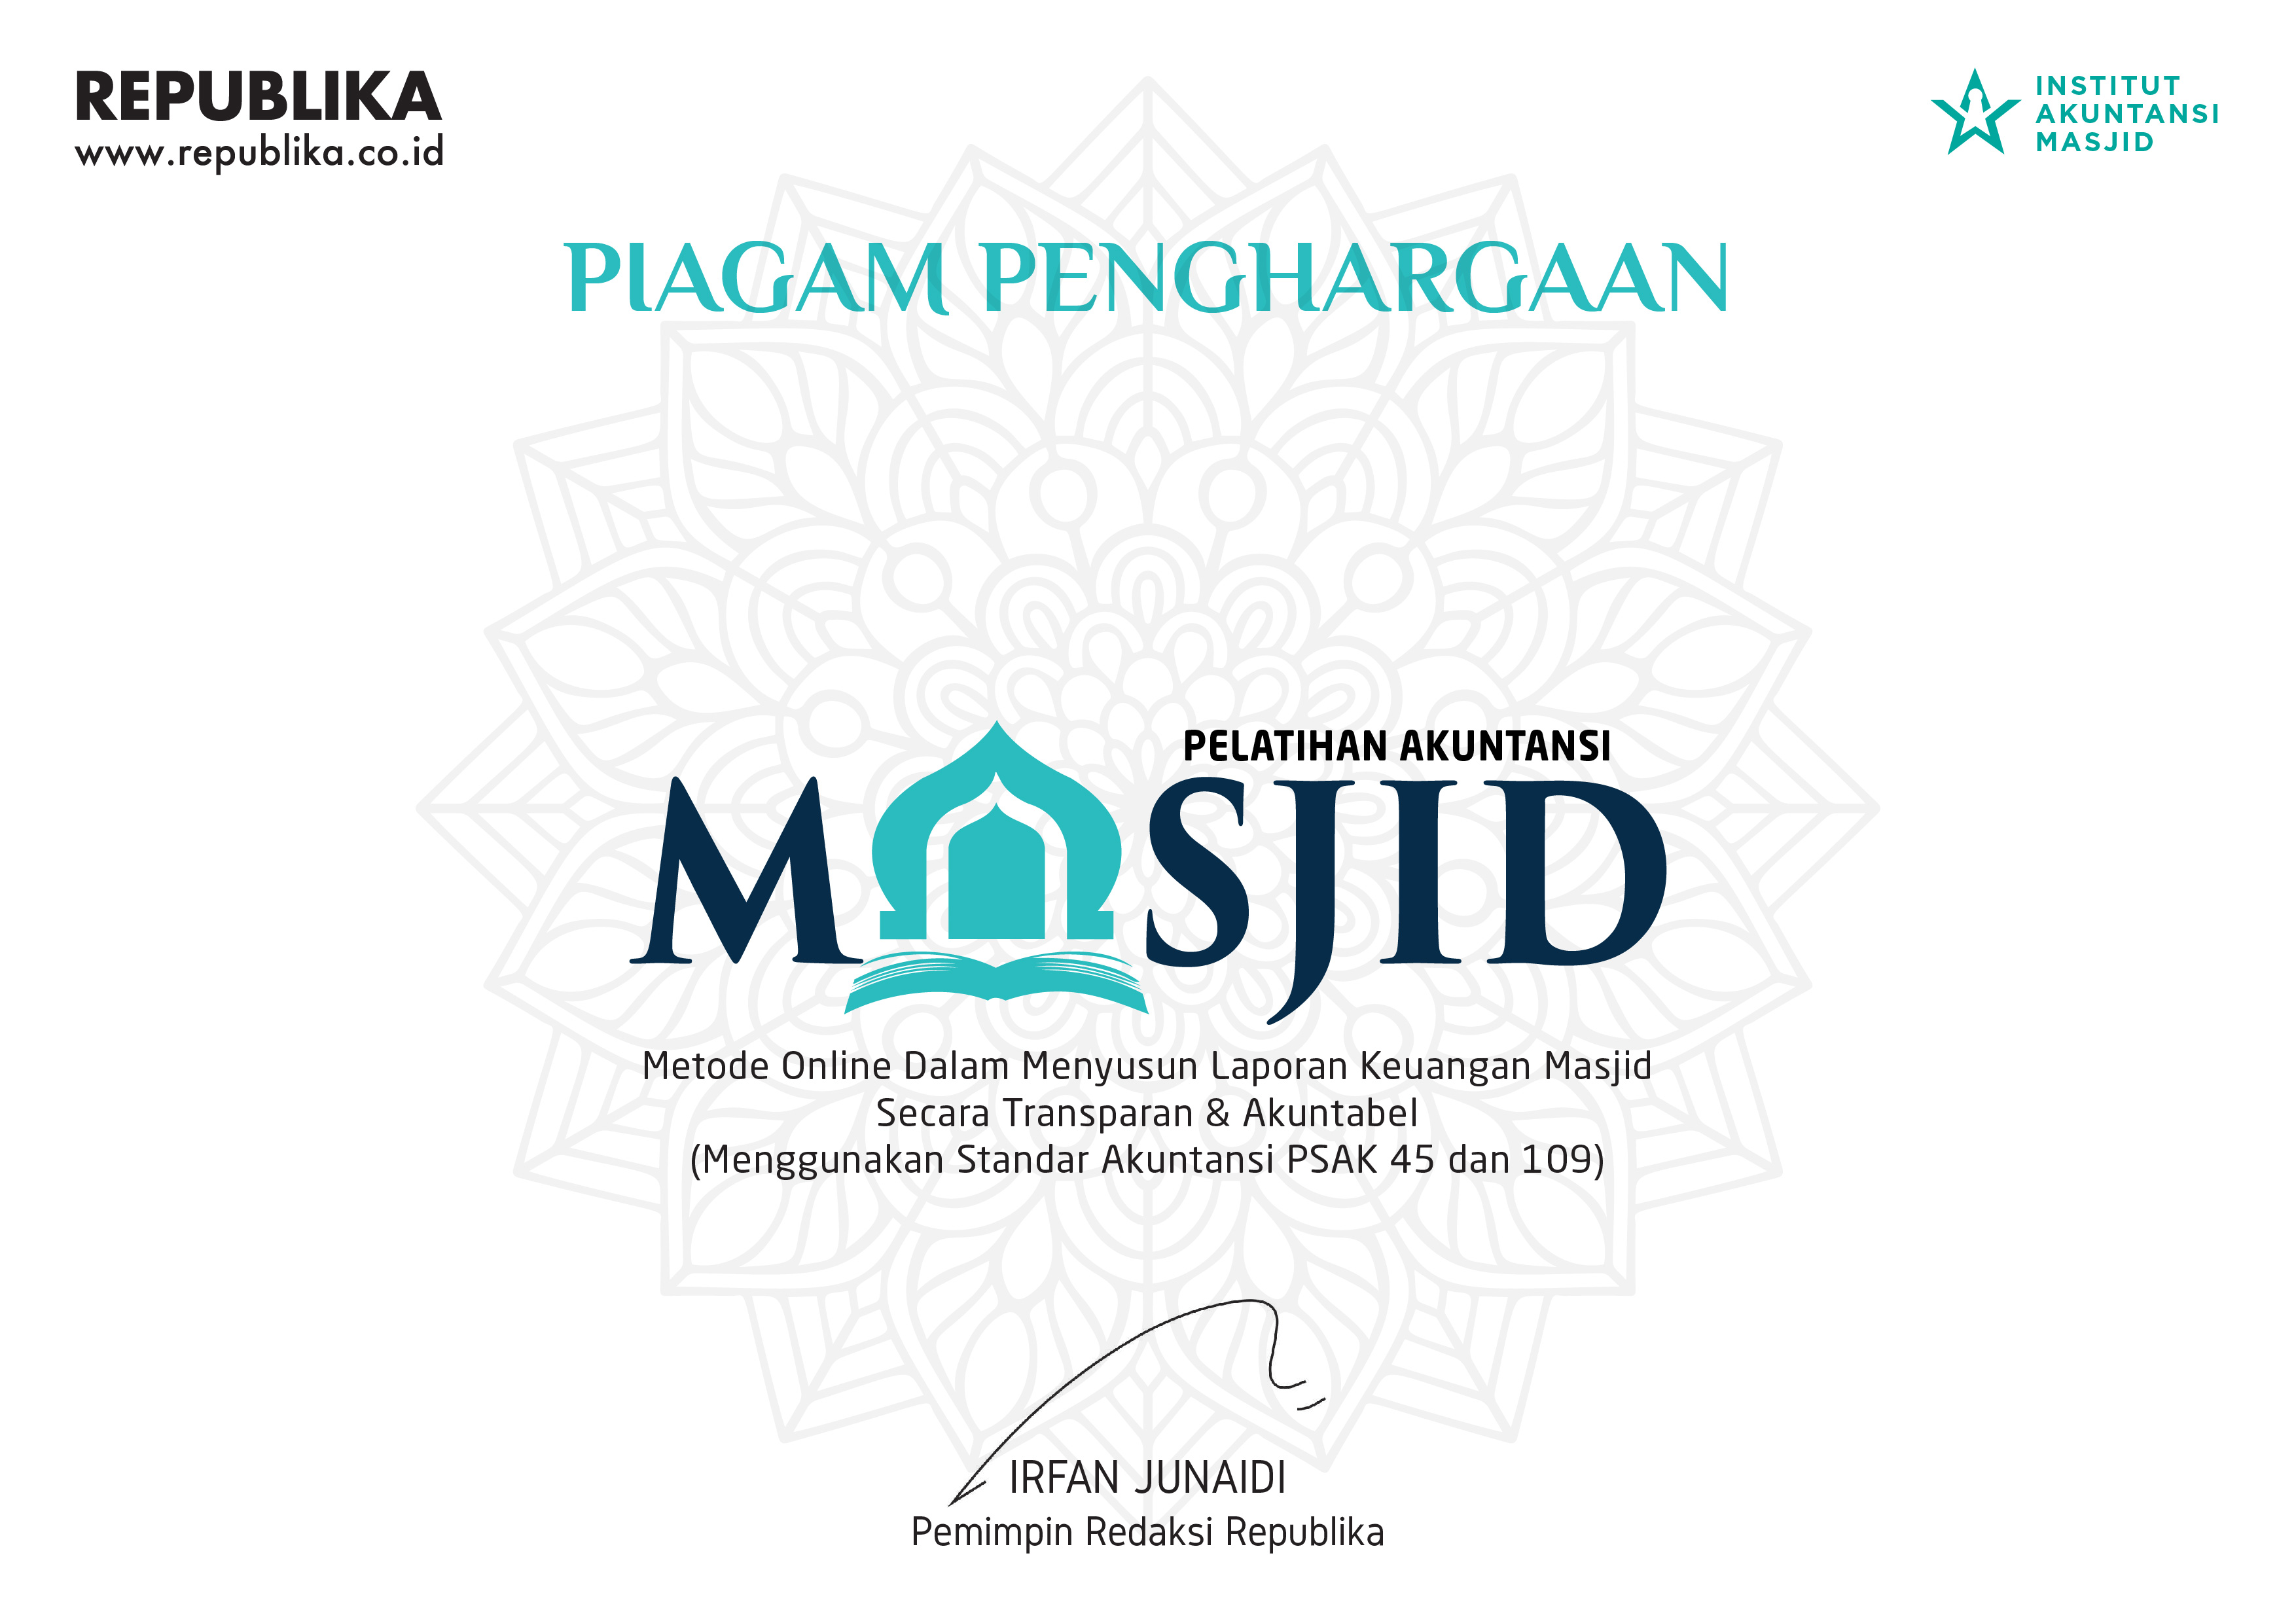 REPUBLIKA
www.republika.co.id
INSTITUT
AKUNTANSI
MASJID
PIAGAM PENGHARGAAN
PELATIHAN AKUNTANSI
MASJID
Metode Online Dalam Menyusun Laporan Keuangan Masjid
Secara Transparan & Akuntabel
(Menggunakan Standar Akuntansi PSAK 45 dan 109)
IRFAN JUNAIDI
Pemimpin Redaksi Republika